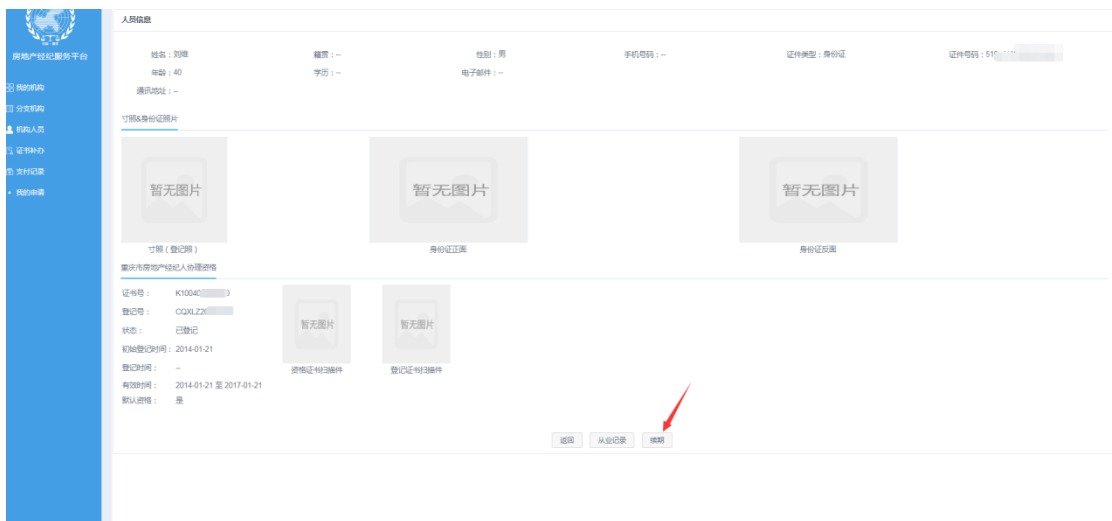 人员信息
房地产经纪服务平台
姓名：刘维 籍贯：-- 性别：男 手机号码：-- 证件类型：身份证 证件号码：51
年龄：40 学历：-- 电子邮件：--
通讯地址：--
我的机构
分支机构
机构人员
证书补办
支付记录
我的申请
寸照&身份证照片
暂无图片 暂无图片 暂无图片
寸照（登记照） 身份证正面 身份证反面
重庆市房地产经纪人协理资格
证书号： K10040
登记号： CQXLZ20
状态： 已登记
暂无图片 暂无图片
初始登记时间： 2014-01-21
登记时间： --
资格证书扫描件 登记证书扫描件
有效时间： 2014-01-21 至 2017-01-21
默认资格： 是
返回 从业记录 续期